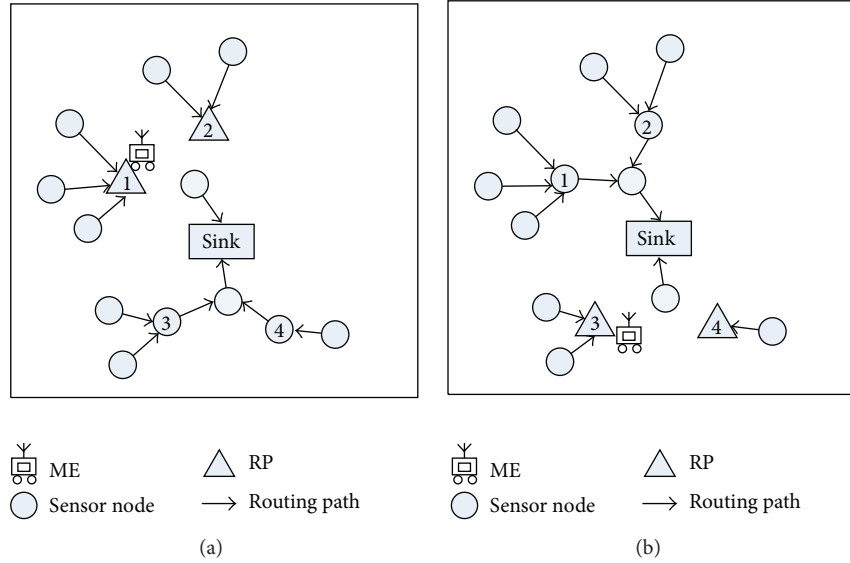 2
1
Sink
3
4
ME
RP
Sensor node
Routing path
(a)
2
1
Sink
3
4
ME
RP
Sensor node
Routing path
(b)